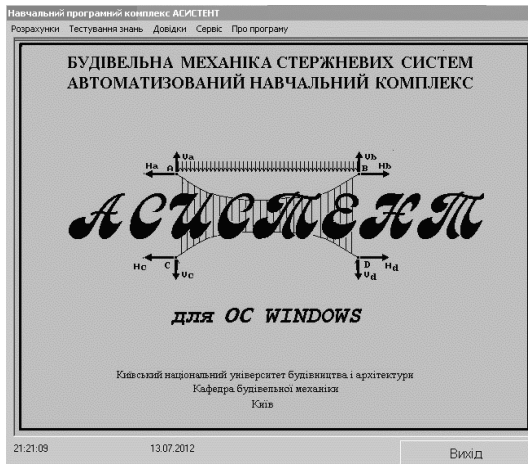 Навчальний програмний комплекс АСИСТЕНТ
Розрахунки Тестування знань Довідки Сервіс Про програму
БУДІВЕЛЬНА МЕХАНІКА СТЕРЖНЕВИХ СИСТЕМ
АВТОМАТИЗОВАНИЙ НАВЧАЛЬНИЙ КОМПЛЕКС
Va Vb
Ha A B Hb
АСИСТЕНТ
Hc C D Hd
Vc Vd
для ОС WINDOWS
Київський національний університет будівництва і архітектури
Кафедра будівельної механіки
Київ
21:21:09 13.07.2012 Вихід